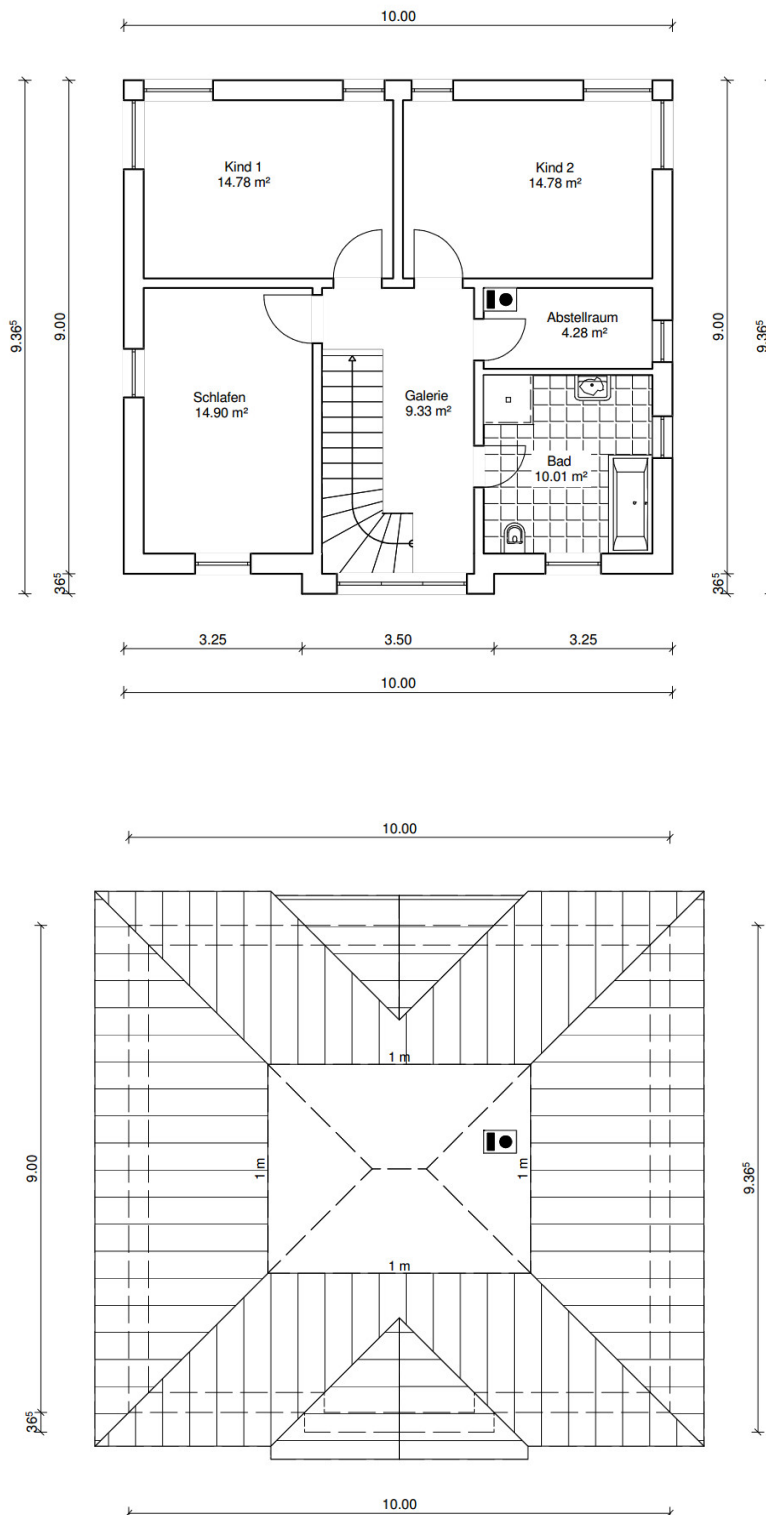 10.00
Kind 1
14.78 m²
Kind 2
14.78 m²
9.36⁵
9.00
9.00
9.36⁵
Abstellraum
4.28 m²
Schlafen
14.90 m²
Galerie
9.33 m²
Bad
10.01 m²
36⁵
36⁵
3.25
3.50
3.25
10.00
10.00
1 m
9.00
1 m
1 m
9.36⁵
1 m
36⁵
10.00